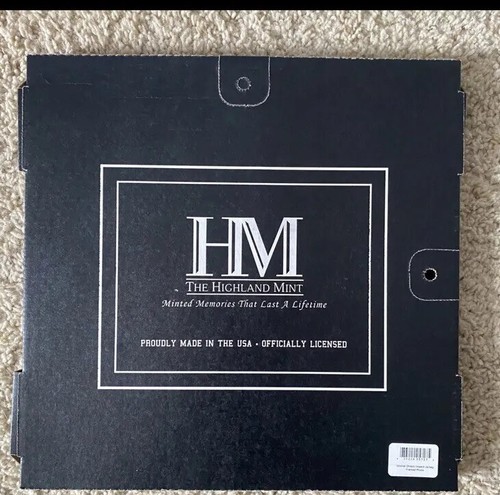 HM
THE HIGHLAND MINT
Minted Memories That Last A Lifetime
PROUDLY MADE IN THE USA - OFFICIALLY LICENSED